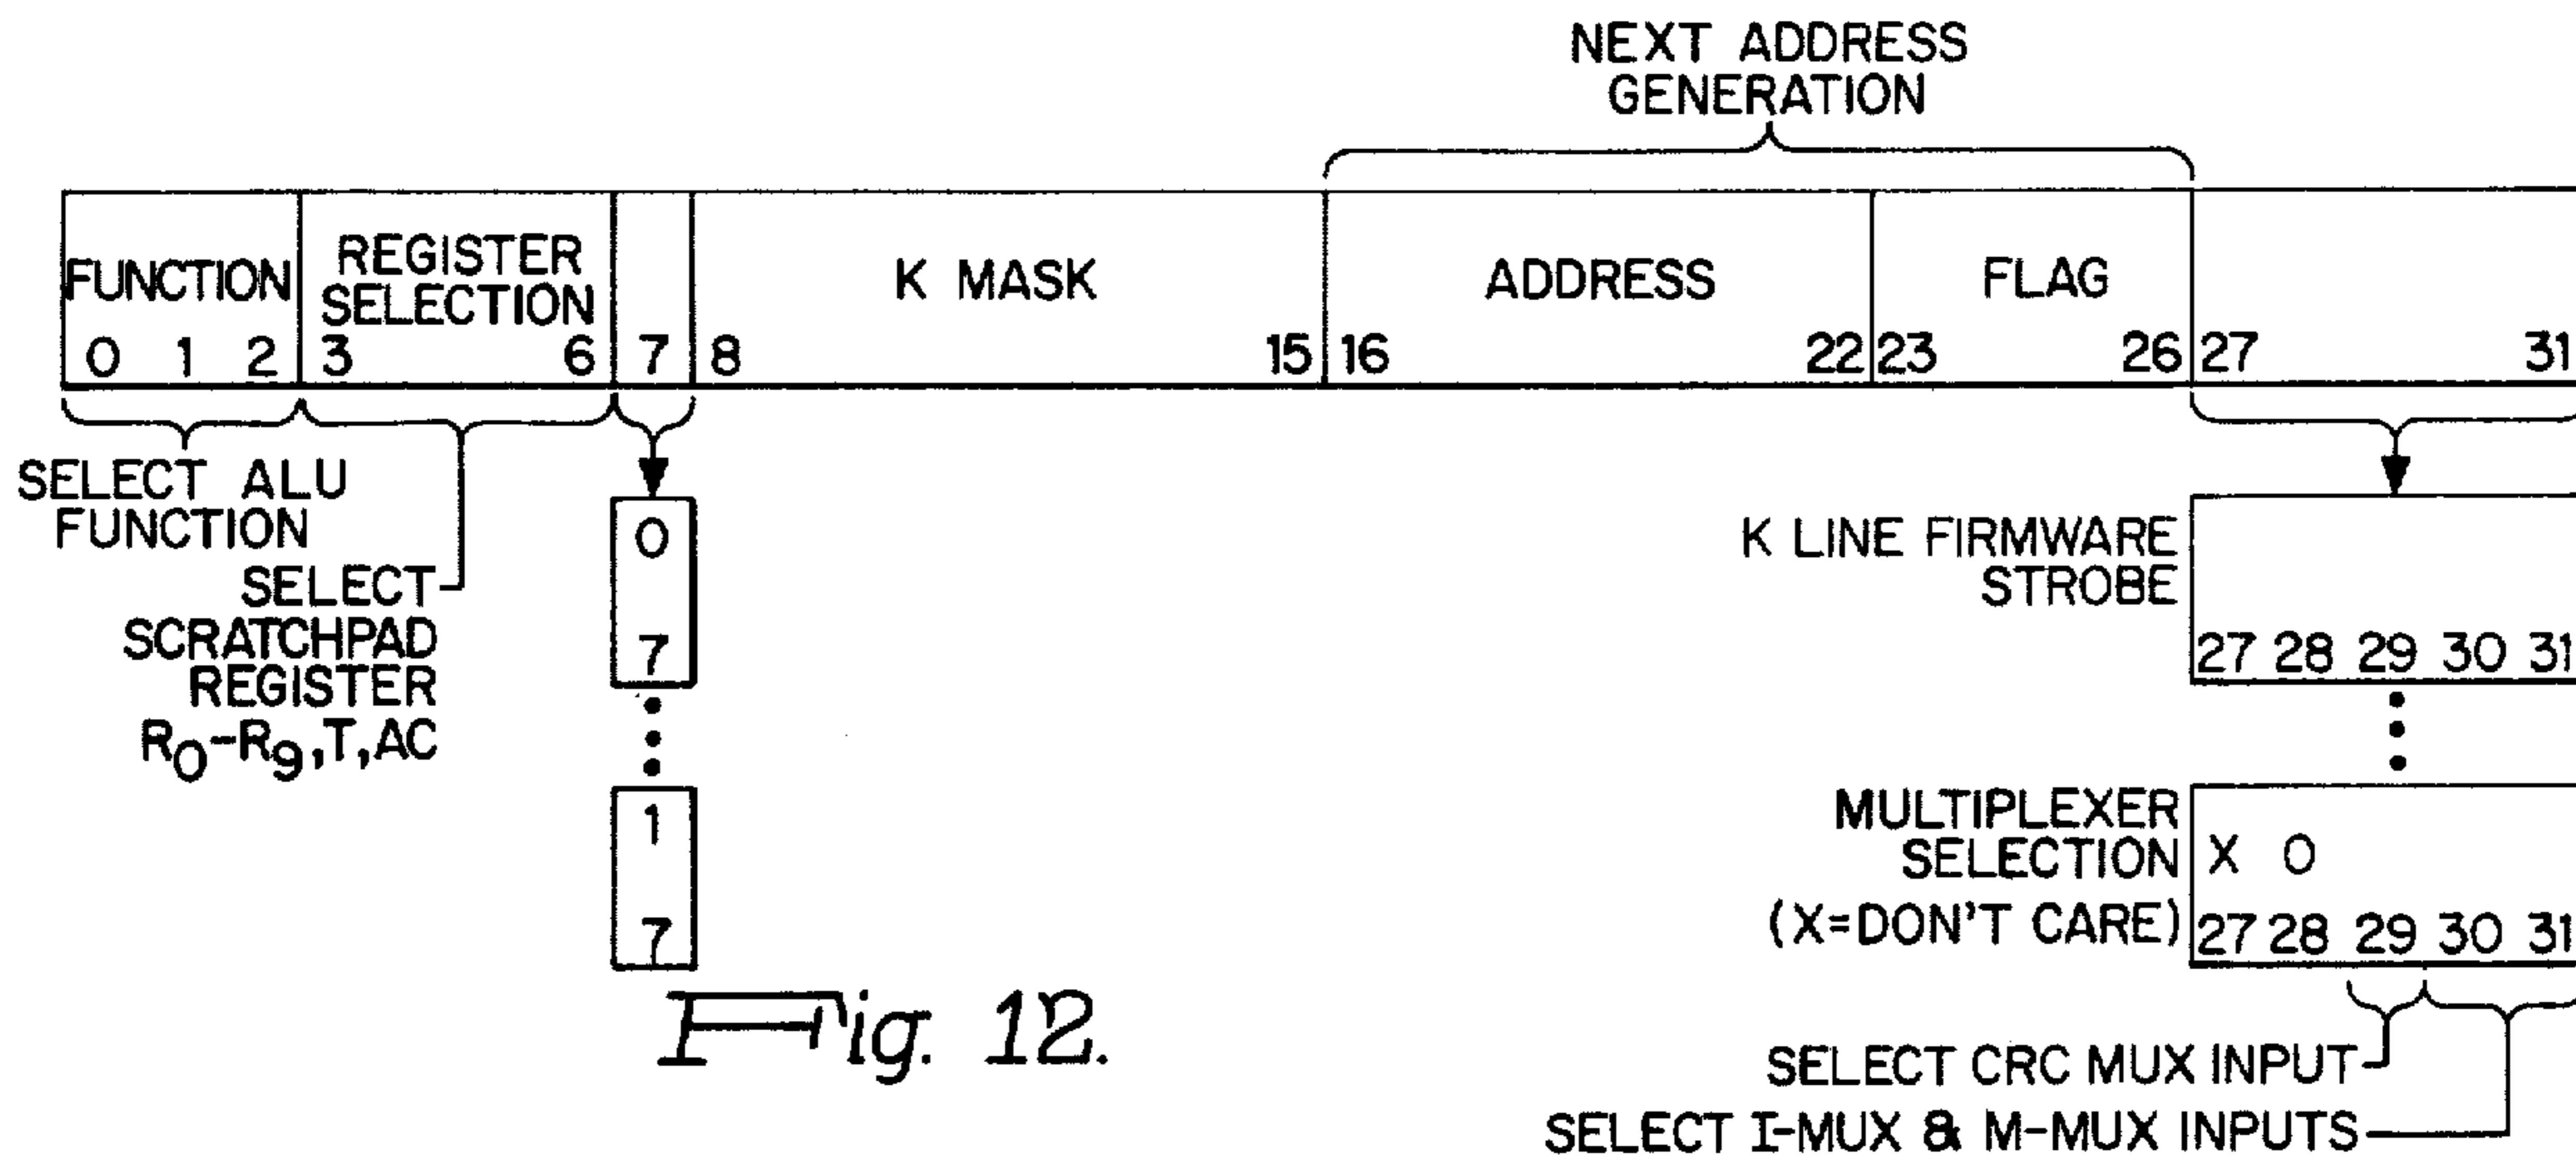 NEXT ADDRESS
GENERATION
FUNCTION
0 1 2
REGISTER
SELECTION
3 6
7
K MASK
8 15
ADDRESS
16 22
FLAG
23 26
27 31
SELECT ALU
FUNCTION
SELECT
SCRATCHPAD
REGISTER
R0-R9,T,AC
0
7
1
7
K LINE FIRMWARE
STROBE
27 28 29 30 31
MULTIPLEXER
SELECTION
(X=DON'T CARE)
X 0
27 28 29 30 31
SELECT CRC MUX INPUT
SELECT I-MUX & M-MUX INPUTS
Fig. 12.